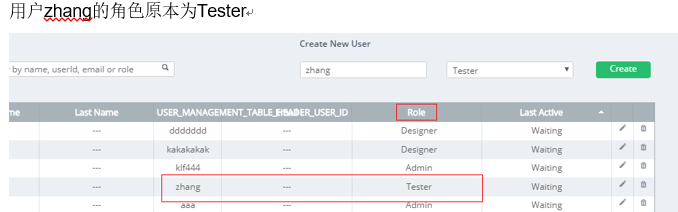 用户zhang的角色原本为Tester
Create New User
by name, userId, email or role
zhang
Tester
Create
me Last Name USER_MANAGEMENT_TABLE_HEADER_USER_ID Role Last Active
--- ddddddd --- Designer Waiting
--- kakakakak --- Designer Waiting
--- klf444 --- Admin Waiting
--- zhang --- Tester Waiting
--- aaa --- Admin Waiting